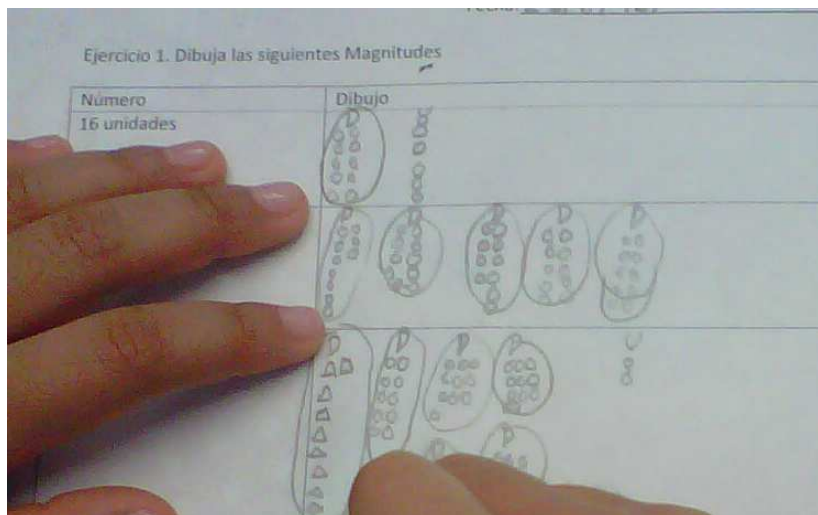 Ejercicio 1. Dibuja las siguientes Magnitudes
Número Dibujo
16 unidades